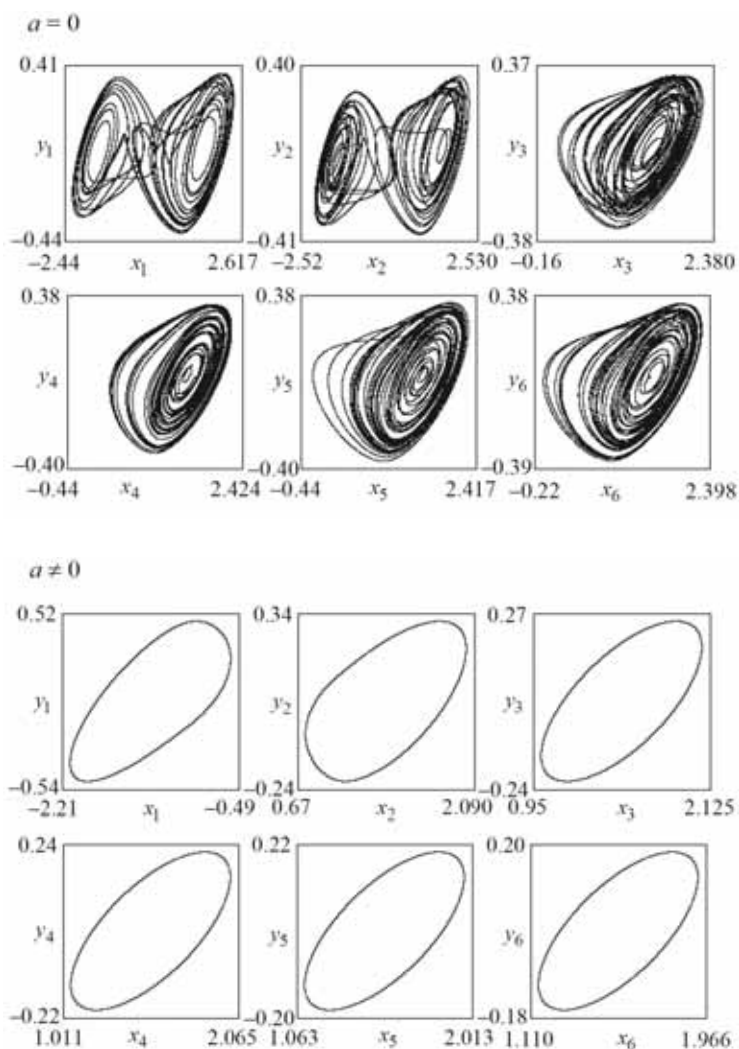 a = 0
0.41 0.40 0.37
y1 y2 y3
−0.44 −0.41 −0.38
−2.44 x1 2.617 −2.52 x2 2.530 −0.16 x3 2.380
0.38 0.38 0.38
y4 y5 y6
−0.40 −0.40 −0.39
−0.44 x4 2.424 −0.44 x5 2.417 −0.22 x6 2.398
a ≠ 0
0.52 0.34 0.27
y1 y2 y3
−0.54 −0.24 −0.24
−2.21 x1 −0.49 0.67 x2 2.090 0.95 x3 2.125
0.24 0.22 0.20
y4 y5 y6
−0.22 −0.20 −0.18
1.011 x4 2.065 1.063 x5 2.013 1.110 x6 1.966